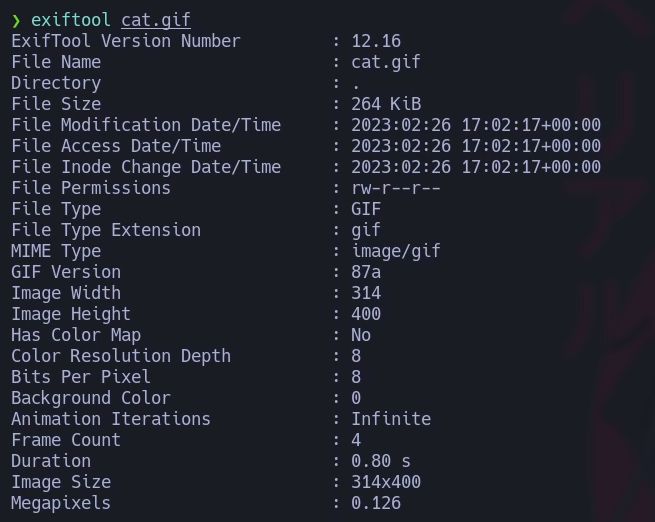 ❯ exiftool cat.gif
ExifTool Version Number : 12.16
File Name : cat.gif
Directory : .
File Size : 264 KiB
File Modification Date/Time : 2023:02:26 17:02:17+00:00
File Access Date/Time : 2023:02:26 17:02:17+00:00
File Inode Change Date/Time : 2023:02:26 17:02:17+00:00
File Permissions : rw-r--r--
File Type : GIF
File Type Extension : gif
MIME Type : image/gif
GIF Version : 87a
Image Width : 314
Image Height : 400
Has Color Map : No
Color Resolution Depth : 8
Bits Per Pixel : 8
Background Color : 0
Animation Iterations : Infinite
Frame Count : 4
Duration : 0.80 s
Image Size : 314x400
Megapixels : 0.126